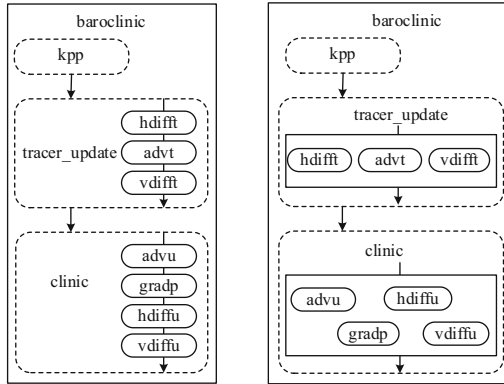 baroclinic
kpp
hdifft
tracer_update
advt
vdifft
advu
clinic
gradp
hdiffu
vdiffu
baroclinic
kpp
tracer_update
hdifft advt vdifft
clinic
advu hdiffu
gradp vdiffu